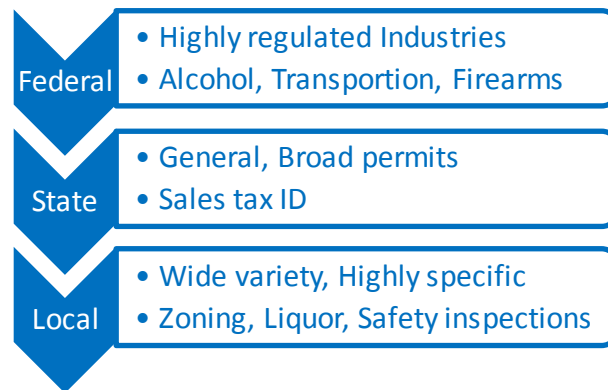 Federal
• Highly regulated Industries
• Alcohol, Transportion, Firearms
State
• General, Broad permits
• Sales tax ID
Local
• Wide variety, Highly specific
• Zoning, Liquor, Safety inspections